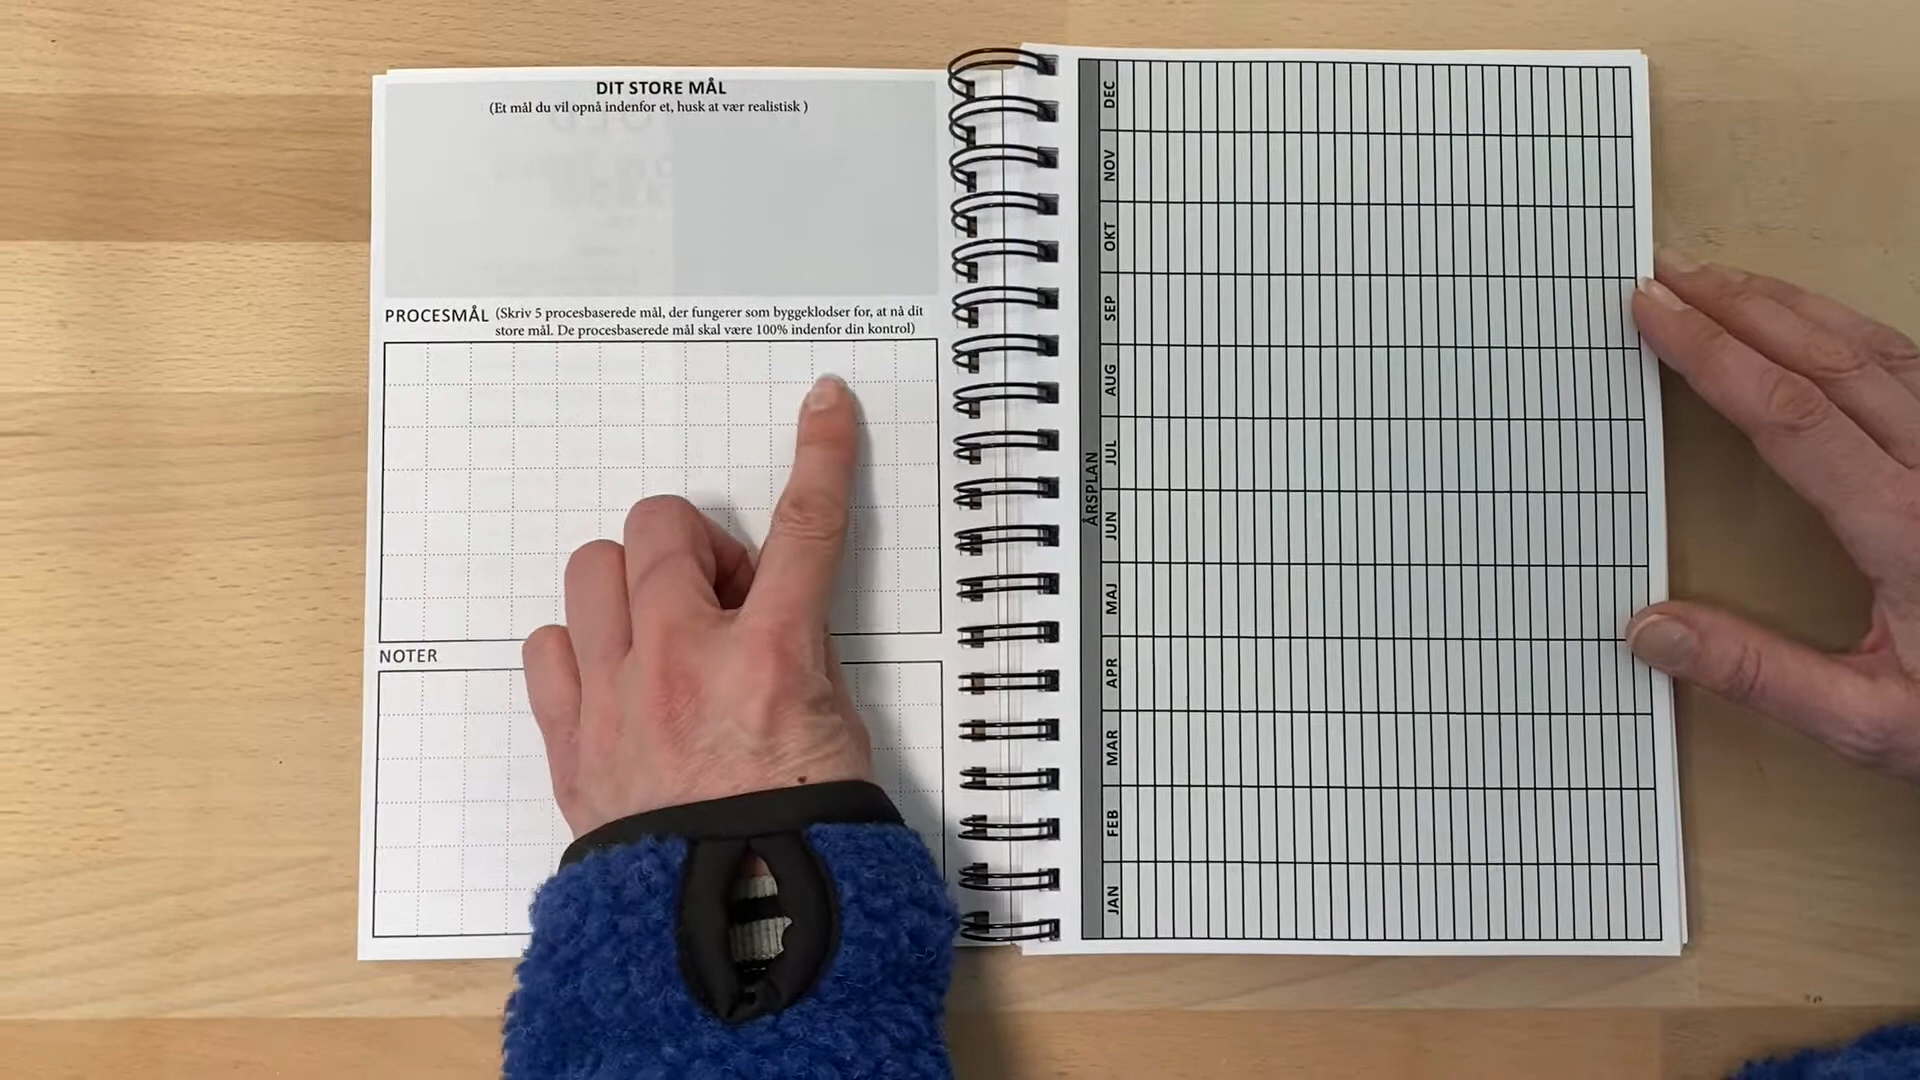 DIT STORE MÅL
(Et mål du vil opnå indenfor et, husk at vær realistisk )
PROCESMÅL (Skriv 5 procesbaserede mål, der fungerer som byggeklodser for, at nå dit
store mål. De procesbaserede mål skal være 100% indenfor din kontrol)
NOTER
ÅRSPLAN
JAN
FEB
MAR
APR
MAJ
JUN
JUL
AUG
SEP
OKT
NOV
DEC